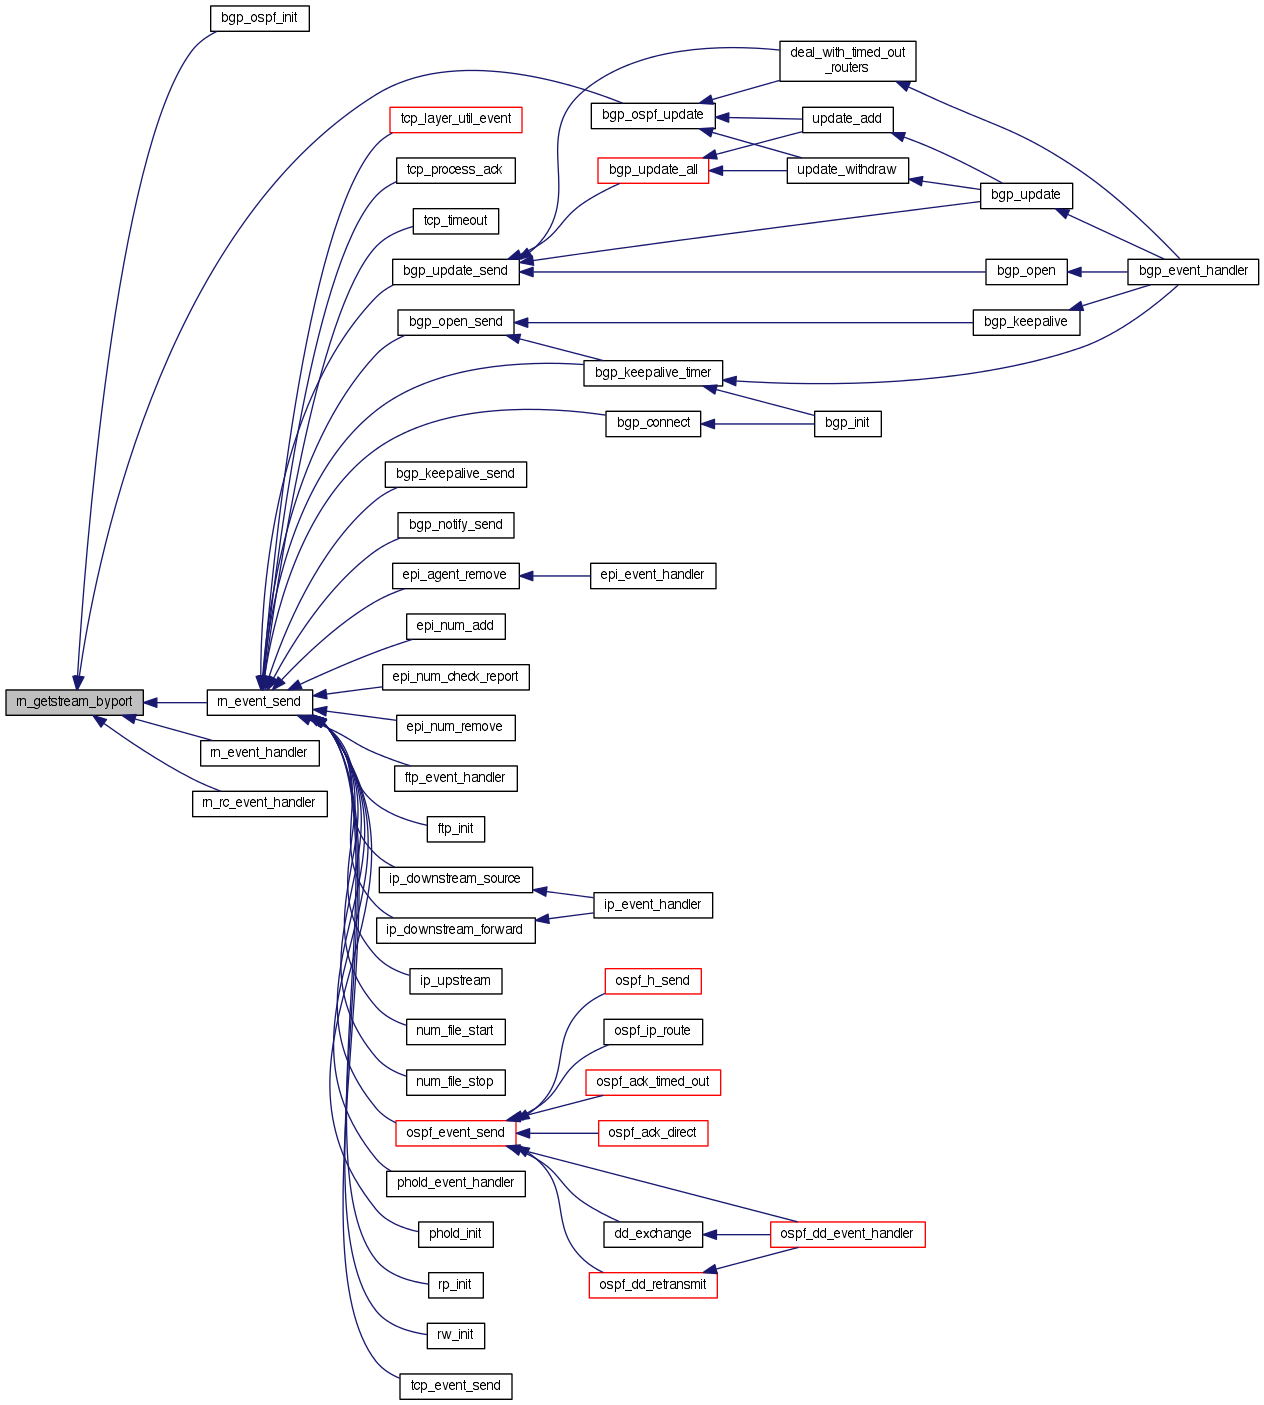 bgp_ospf_init
deal_with_timed_out
_routers
bgp_ospf_update
update_add
tcp_layer_util_event
tcp_process_ack
bgp_update_all
update_withdraw
bgp_update
tcp_timeout
bgp_update_send
bgp_open
bgp_event_handler
bgp_open_send
bgp_keepalive
bgp_keepalive_timer
bgp_connect
bgp_init
bgp_keepalive_send
bgp_notify_send
epi_agent_remove
epi_event_handler
epi_num_add
epi_num_check_report
rn_getstream_byport
rn_event_send
epi_num_remove
rn_event_handler
ftp_event_handler
rn_rc_event_handler
ftp_init
ip_downstream_source
ip_event_handler
ip_downstream_forward
ip_upstream
ospf_h_send
num_file_start
ospf_ip_route
num_file_stop
ospf_ack_timed_out
ospf_event_send
ospf_ack_direct
phold_event_handler
phold_init
dd_exchange
ospf_dd_event_handler
rp_init
ospf_dd_retransmit
rw_init
tcp_event_send